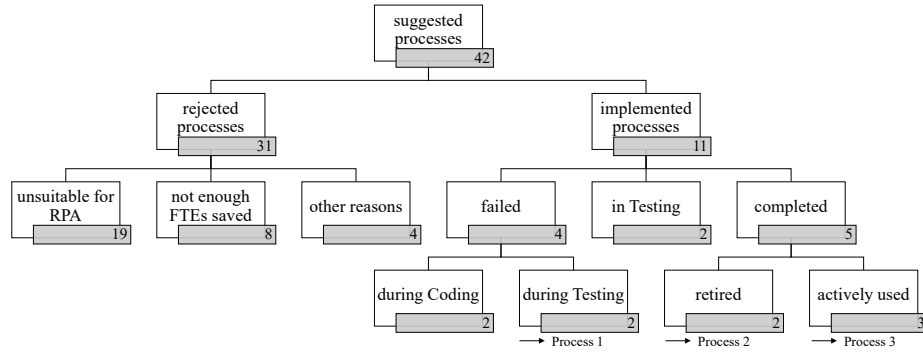 suggested
processes
42
rejected
processes
31
implemented
processes
11
unsuitable for
RPA
19
not enough
FTEs saved
8
other reasons
4
failed
4
in Testing
2
completed
5
during Coding
2
during Testing
2
retired
2
actively used
3
Process 1
Process 2
Process 3